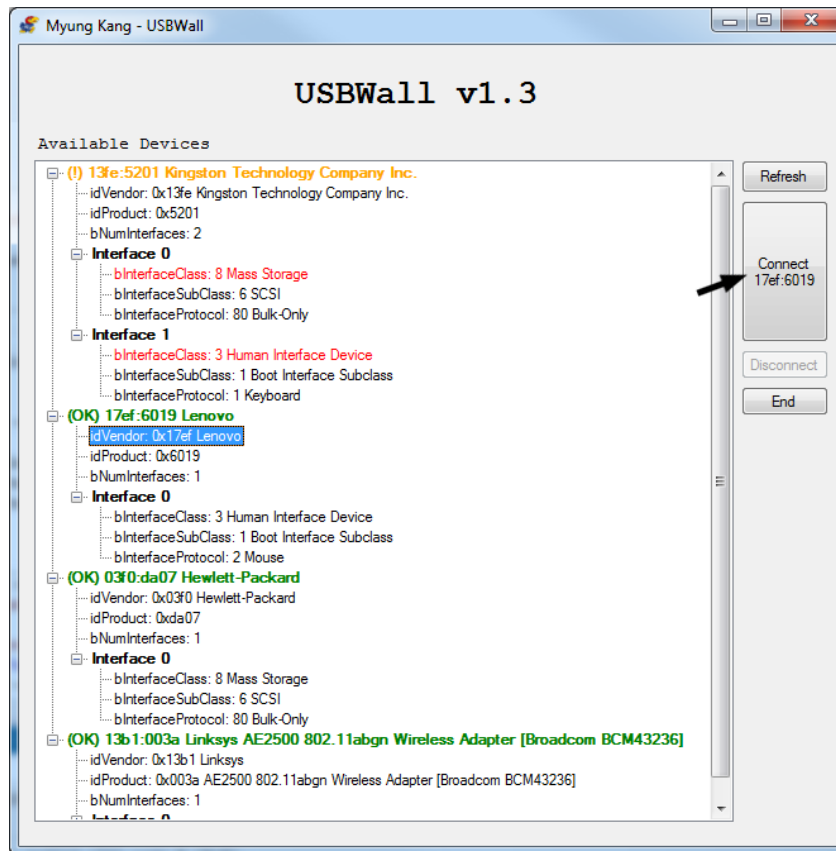 Myung Kang - USBWall
USBWall v1.3
Available Devices
(!) 13fe:5201 Kingston Technology Company Inc.
idVendor: 0x13fe Kingston Technology Company Inc.
idProduct: 0x5201
bNumInterfaces: 2
Interface 0
bInterfaceClass: 8 Mass Storage
bInterfaceSubClass: 6 SCSI
bInterfaceProtocol: 80 Bulk-Only
Interface 1
bInterfaceClass: 3 Human Interface Device
bInterfaceSubClass: 1 Boot Interface Subclass
bInterfaceProtocol: 1 Keyboard
(OK) 17ef:6019 Lenovo
idVendor: 0x17ef Lenovo
idProduct: 0x6019
bNumInterfaces: 1
Interface 0
bInterfaceClass: 3 Human Interface Device
bInterfaceSubClass: 1 Boot Interface Subclass
bInterfaceProtocol: 2 Mouse
(OK) 03f0:da07 Hewlett-Packard
idVendor: 0x03f0 Hewlett-Packard
idProduct: 0xda07
bNumInterfaces: 1
Interface 0
bInterfaceClass: 8 Mass Storage
bInterfaceSubClass: 6 SCSI
bInterfaceProtocol: 80 Bulk-Only
(OK) 13b1:003a Linksys AE2500 802.11abgn Wireless Adapter [Broadcom BCM43236]
idVendor: 0x13b1 Linksys
idProduct: 0x003a AE2500 802.11abgn Wireless Adapter [Broadcom BCM43236]
bNumInterfaces: 1
Interface 0
Refresh
Connect
17ef:6019
Disconnect
End